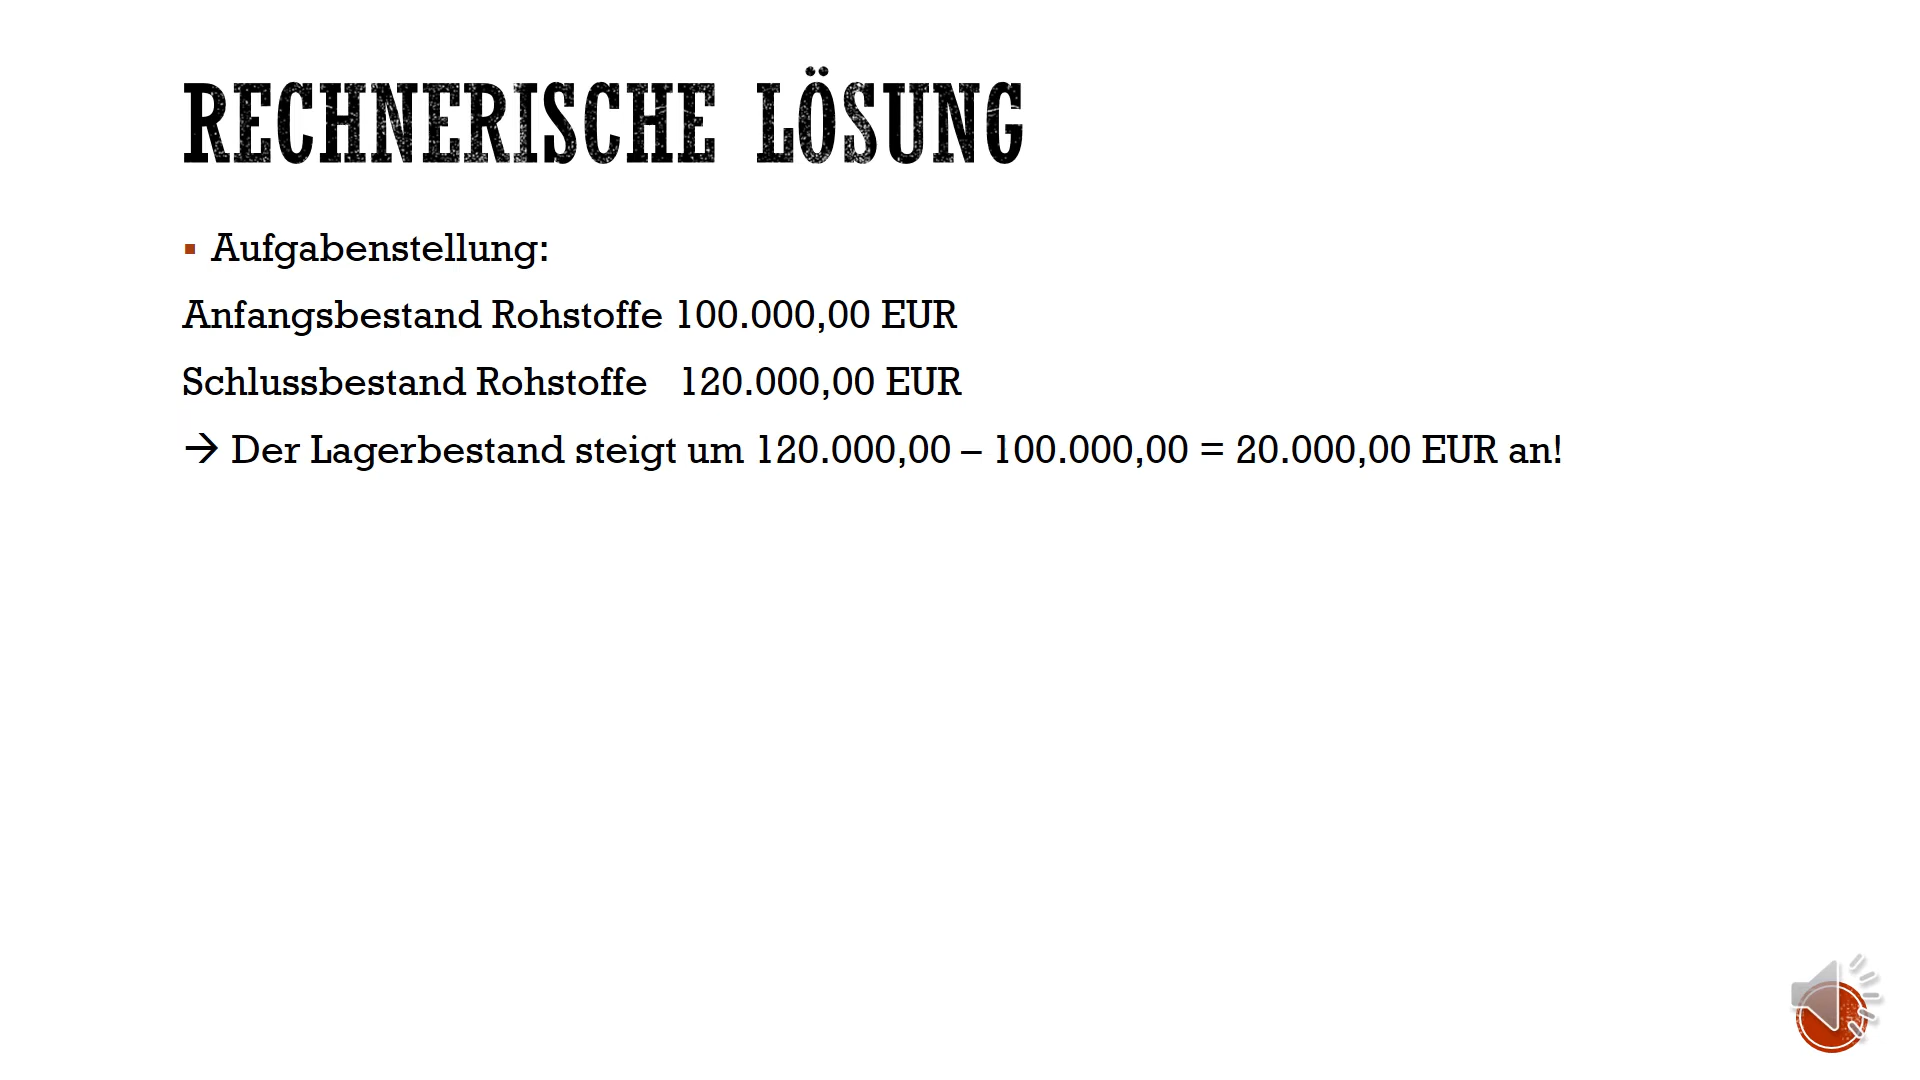 RECHNERISCHE LÖSUNG
▪ Aufgabenstellung:
Anfangsbestand Rohstoffe 100.000,00 EUR
Schlussbestand Rohstoffe 120.000,00 EUR
→ Der Lagerbestand steigt um 120.000,00 – 100.000,00 = 20.000,00 EUR an!